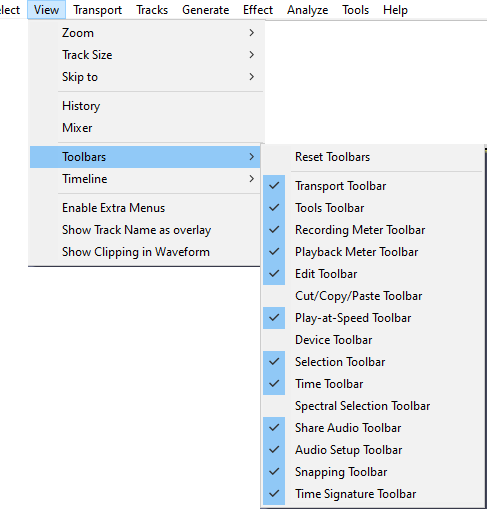 elect View Transport Tracks Generate Effect Analyze Tools Help
Zoom
Track Size
Skip to
History
Mixer
Toolbars
Timeline
Enable Extra Menus
Show Track Name as overlay
Show Clipping in Waveform
Reset Toolbars
Transport Toolbar
Tools Toolbar
Recording Meter Toolbar
Playback Meter Toolbar
Edit Toolbar
Cut/Copy/Paste Toolbar
Play-at-Speed Toolbar
Device Toolbar
Selection Toolbar
Time Toolbar
Spectral Selection Toolbar
Share Audio Toolbar
Audio Setup Toolbar
Snapping Toolbar
Time Signature Toolbar